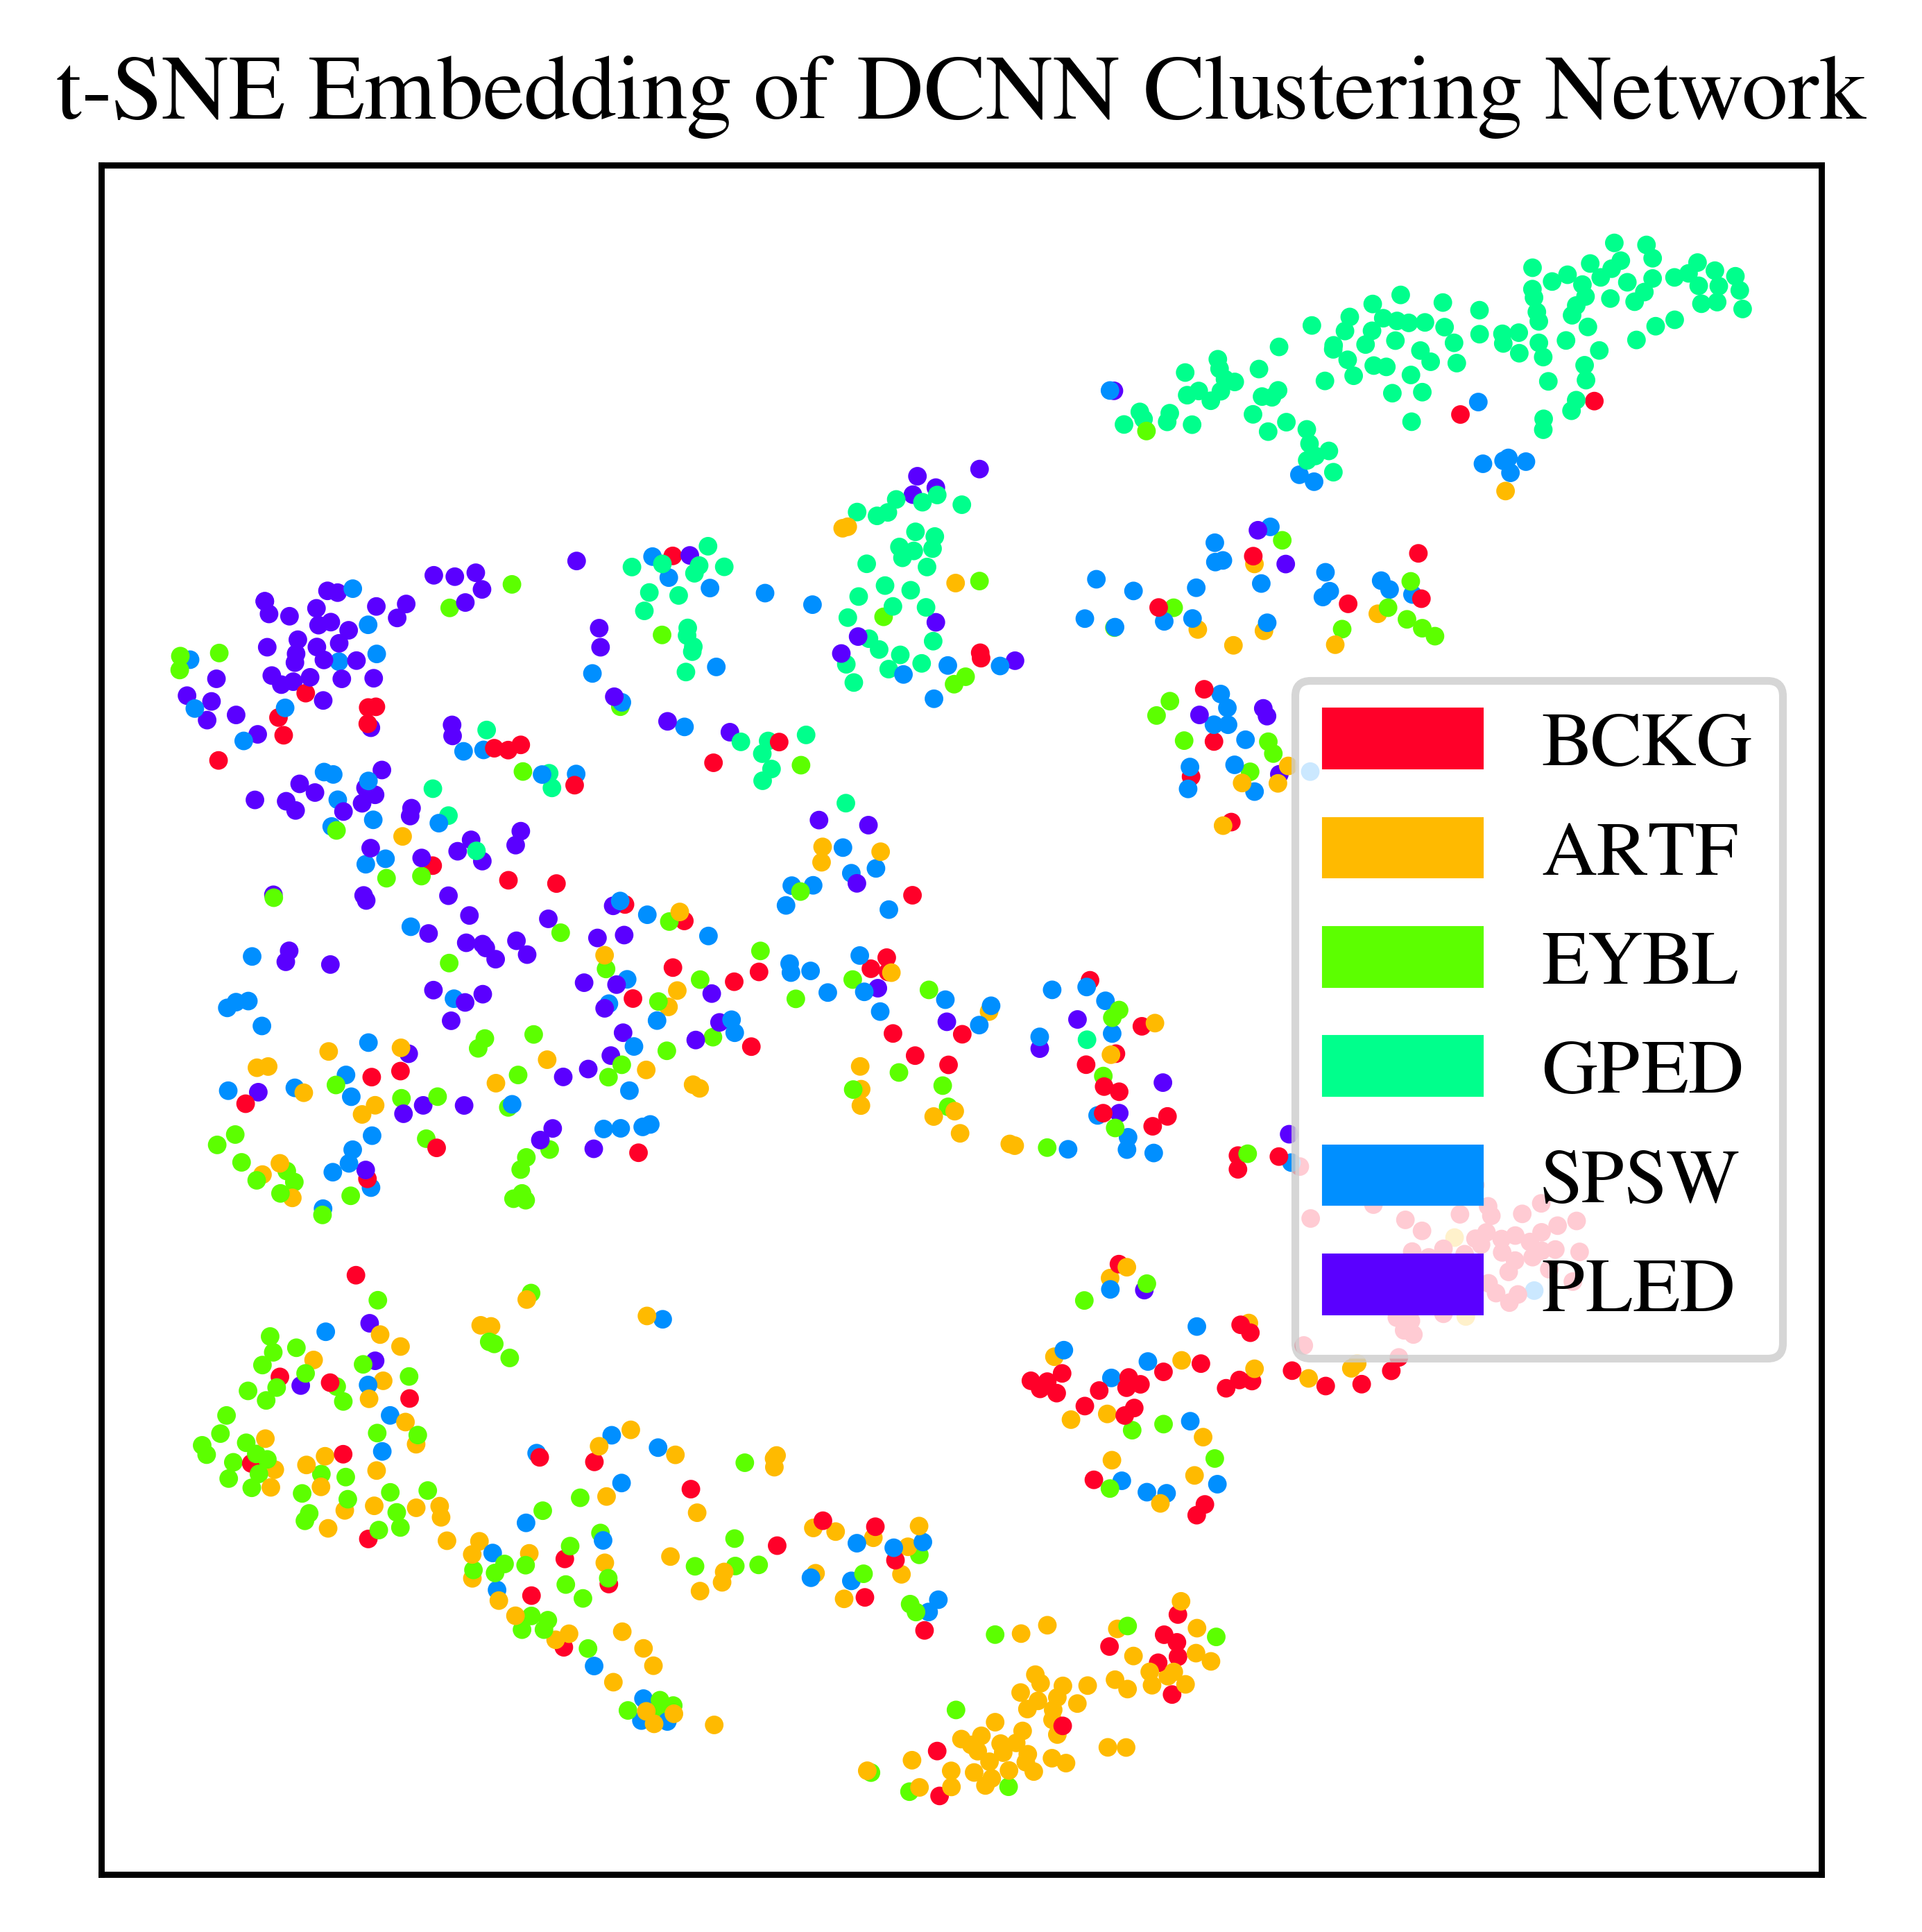 t-SNE Embedding of DCNN Clustering Network
BCKG
ARTF
EYBL
GPED
SPSW
PLED